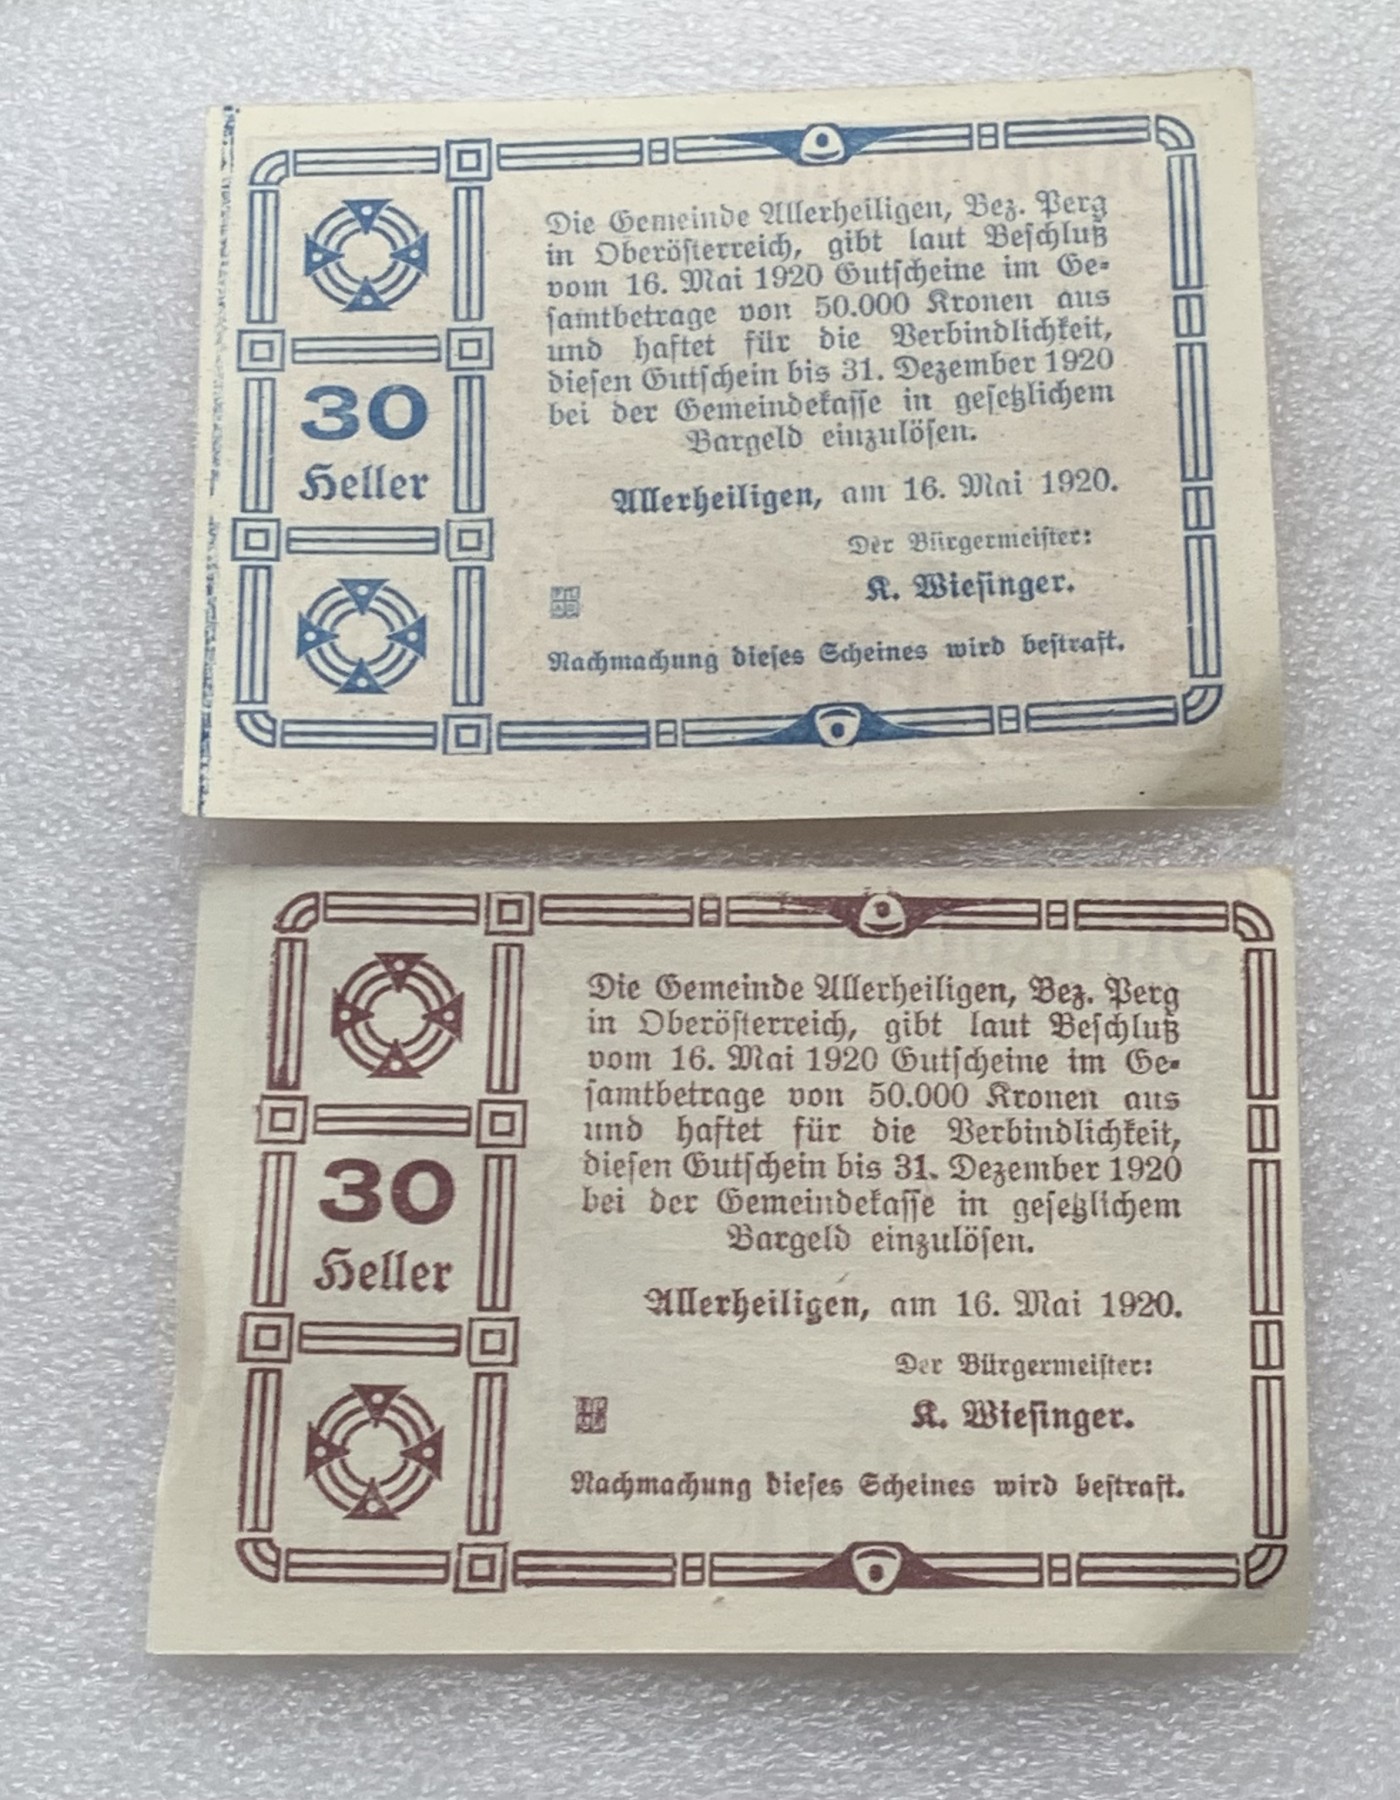 Die Gemeinde Allerheiligen, Bez. Perg
in Oberösterreich, gibt laut Beschluß
vom 16. Mai 1920 Gutscheine im Ge-
samtbetrage von 50.000 Kronen aus
und haftet für die Verbindlichkeit,
diesen Gutschein bis 31. Dezember 1920
bei der Gemeindekasse in gesetzlichem
Bargeld einzulösen.
30
Heller
Allerheiligen, am 16. Mai 1920.
Der Bürgermeister:
K. Wiesinger.
Nachmachung dieses Scheines wird bestraft.
Die Gemeinde Allerheiligen, Bez. Perg
in Oberösterreich, gibt laut Beschluß
vom 16. Mai 1920 Gutscheine im Ge-
samtbetrage von 50.000 Kronen aus
und haftet für die Verbindlichkeit,
diesen Gutschein bis 31. Dezember 1920
bei der Gemeindekasse in gesetzlichem
Bargeld einzulösen.
30
Heller
Allerheiligen, am 16. Mai 1920.
Der Bürgermeister:
K. Wiesinger.
Nachmachung dieses Scheines wird bestraft.